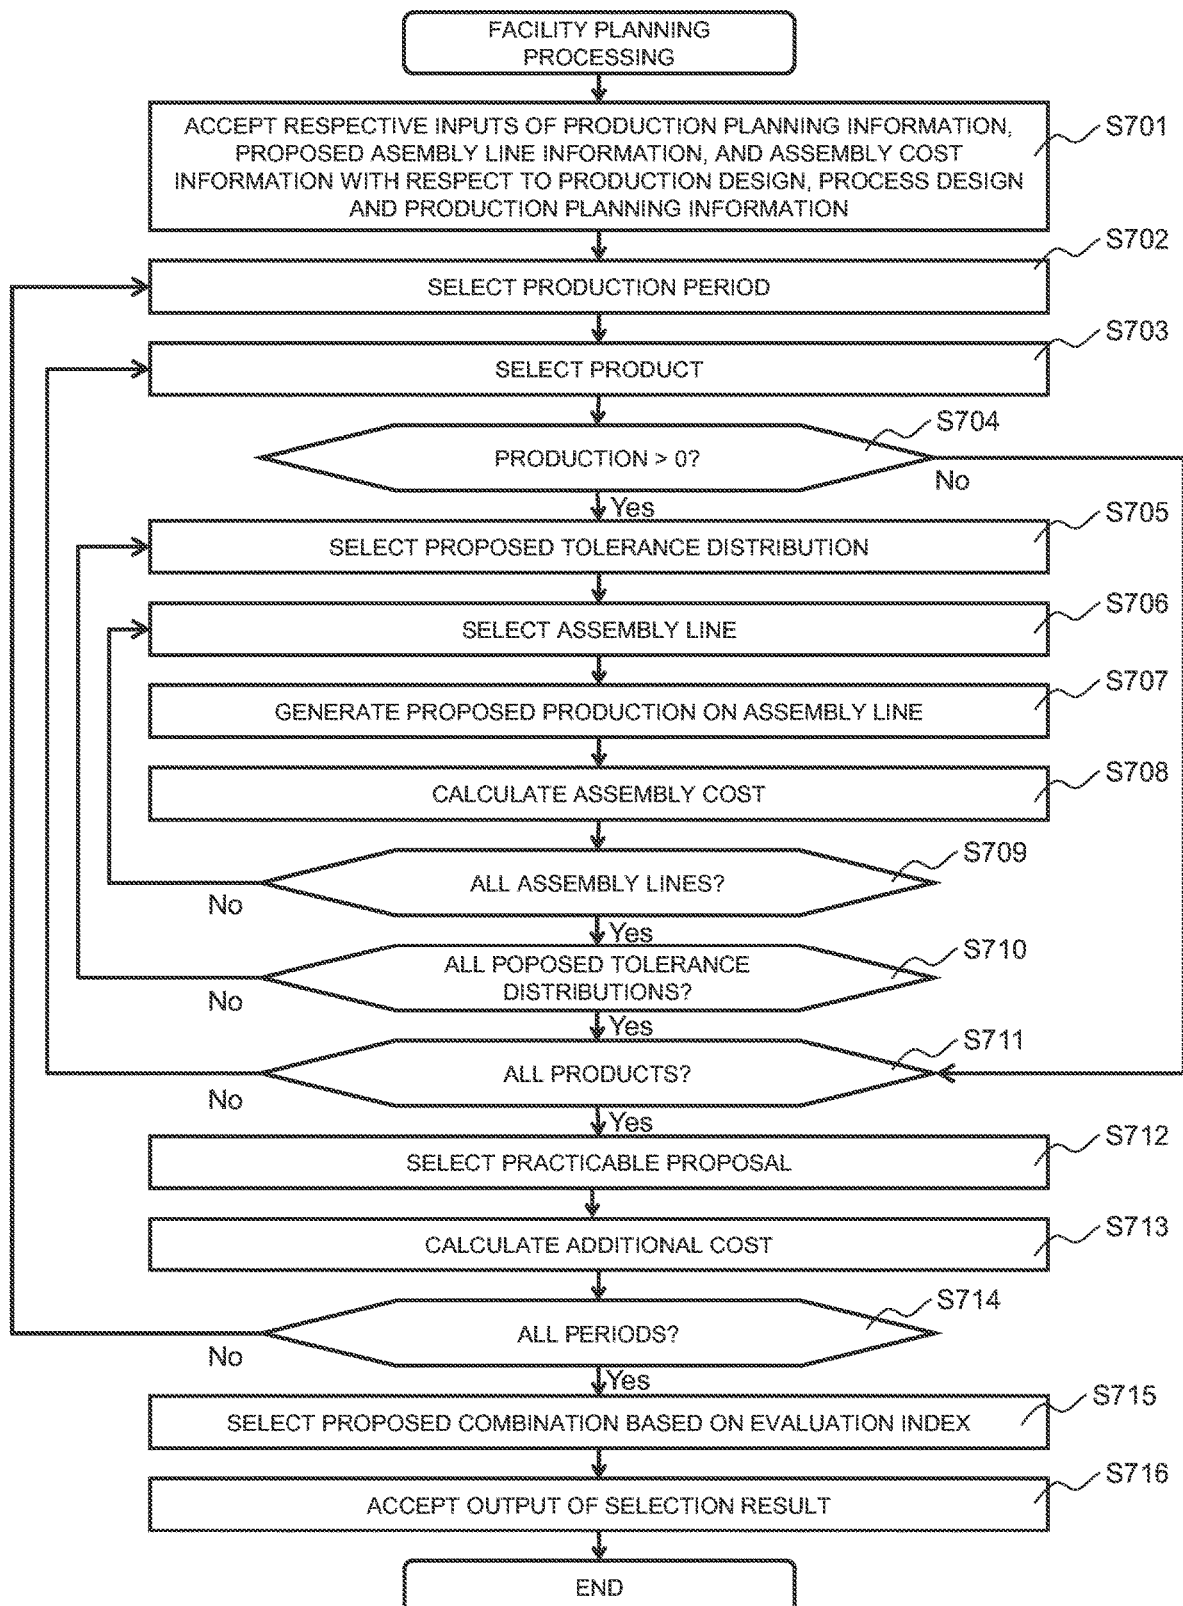 FACILITY PLANNING
PROCESSING
ACCEPT RESPECTIVE INPUTS OF PRODUCTION PLANNING INFORMATION,
PROPOSED ASEMBLY LINE INFORMATION, AND ASSEMBLY COST
INFORMATION WITH RESPECT TO PRODUCTION DESIGN, PROCESS DESIGN
AND PRODUCTION PLANNING INFORMATION
S701
S702
SELECT PRODUCTION PERIOD
S703
SELECT PRODUCT
S704
PRODUCTION > 0?
No
Yes
S705
SELECT PROPOSED TOLERANCE DISTRIBUTION
S706
SELECT ASSEMBLY LINE
S707
GENERATE PROPOSED PRODUCTION ON ASSEMBLY LINE
S708
CALCULATE ASSEMBLY COST
S709
ALL ASSEMBLY LINES?
No
Yes
S710
ALL POPOSED TOLERANCE
DISTRIBUTIONS?
No
Yes
S711
ALL PRODUCTS?
No
Yes
S712
SELECT PRACTICABLE PROPOSAL
S713
CALCULATE ADDITIONAL COST
S714
ALL PERIODS?
No
Yes
S715
SELECT PROPOSED COMBINATION BASED ON EVALUATION INDEX
S716
ACCEPT OUTPUT OF SELECTION RESULT
END